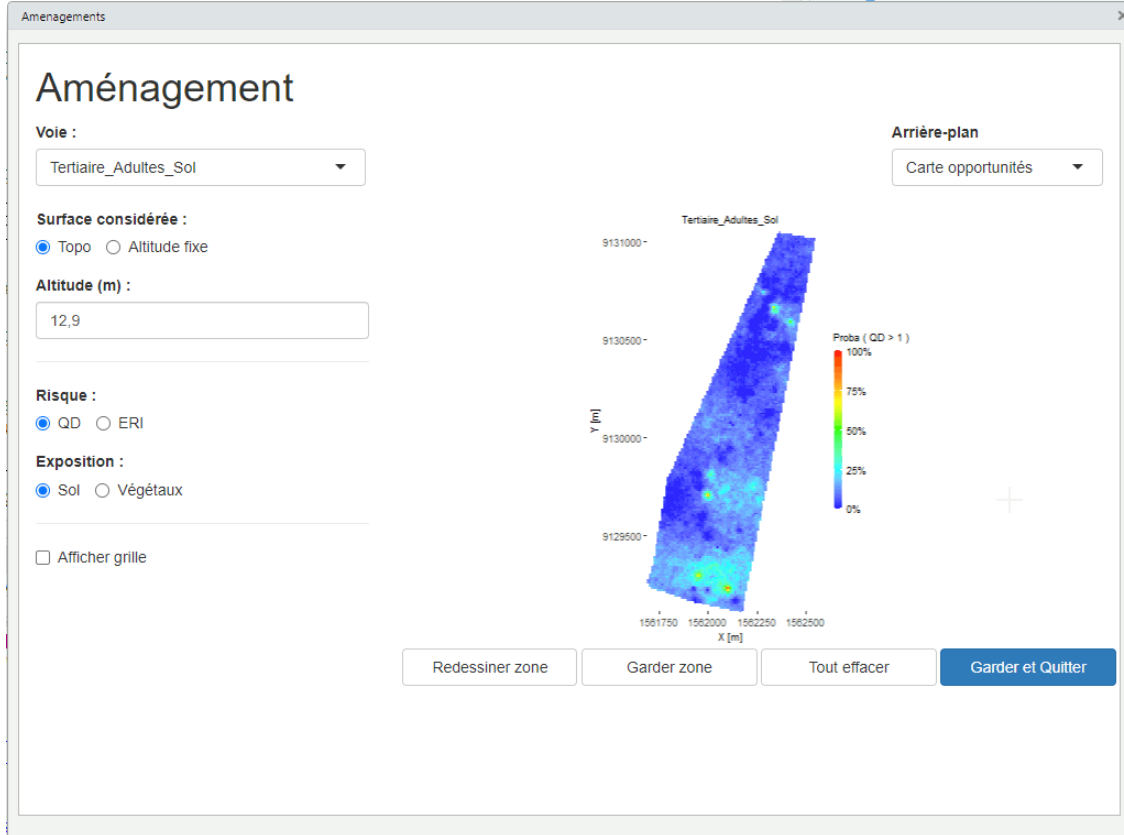 Amenagements
×
Aménagement
Voie :
Tertiaire_Adultes_Sol
Arrière-plan
Carte opportunités
Surface considérée :
Topo Altitude fixe
Altitude (m) :
12,9
Risque :
QD ERI
Exposition :
Sol Végétaux
Afficher grille
Tertiaire_Adultes_Sol
9131000
9130500
9130000
9129500
Y [m]
1561750 1562000 1562250 1562500
X [m]
Proba ( QD > 1 )
100%
75%
50%
25%
0%
Redessiner zone Garder zone Tout effacer Garder et Quitter